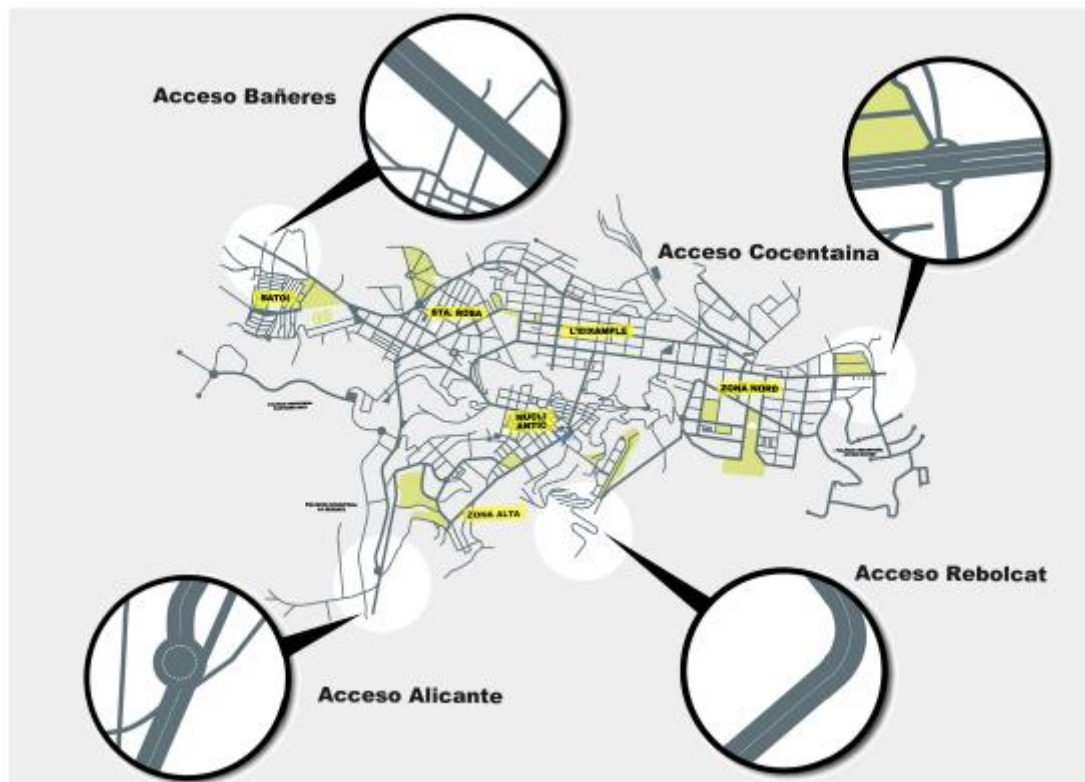 Acceso Bañeres
Acceso Cocentaina
BATOI
STA. ROSA
L'EIXAMPLE
ZONA NORD
NUCLI
ANTIC
ZONA ALTA
Acceso Rebolcat
Acceso Alicante